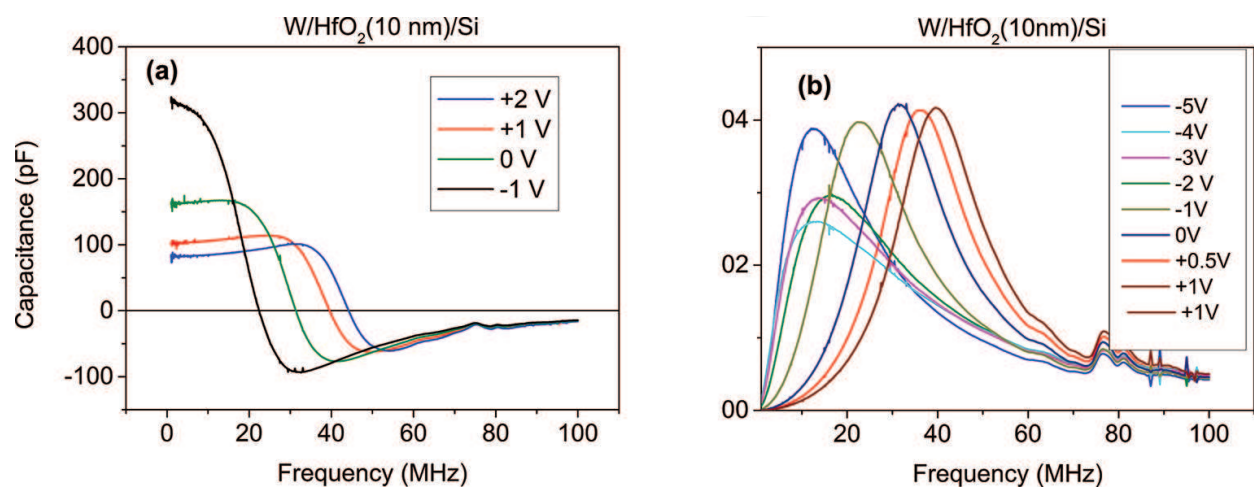 W/HfO₂(10 nm)/Si
(a)
+2 V
+1 V
0 V
-1 V
400
300
200
100
0
-100
Capacitance (pF)
0 20 40 60 80 100
Frequency (MHz)
W/HfO₂(10nm)/Si
(b)
-5V
-4V
-3V
-2 V
-1V
0V
+0.5V
+1V
+1V
04
02
00
20 40 60 80 100
Frequency (MHz)